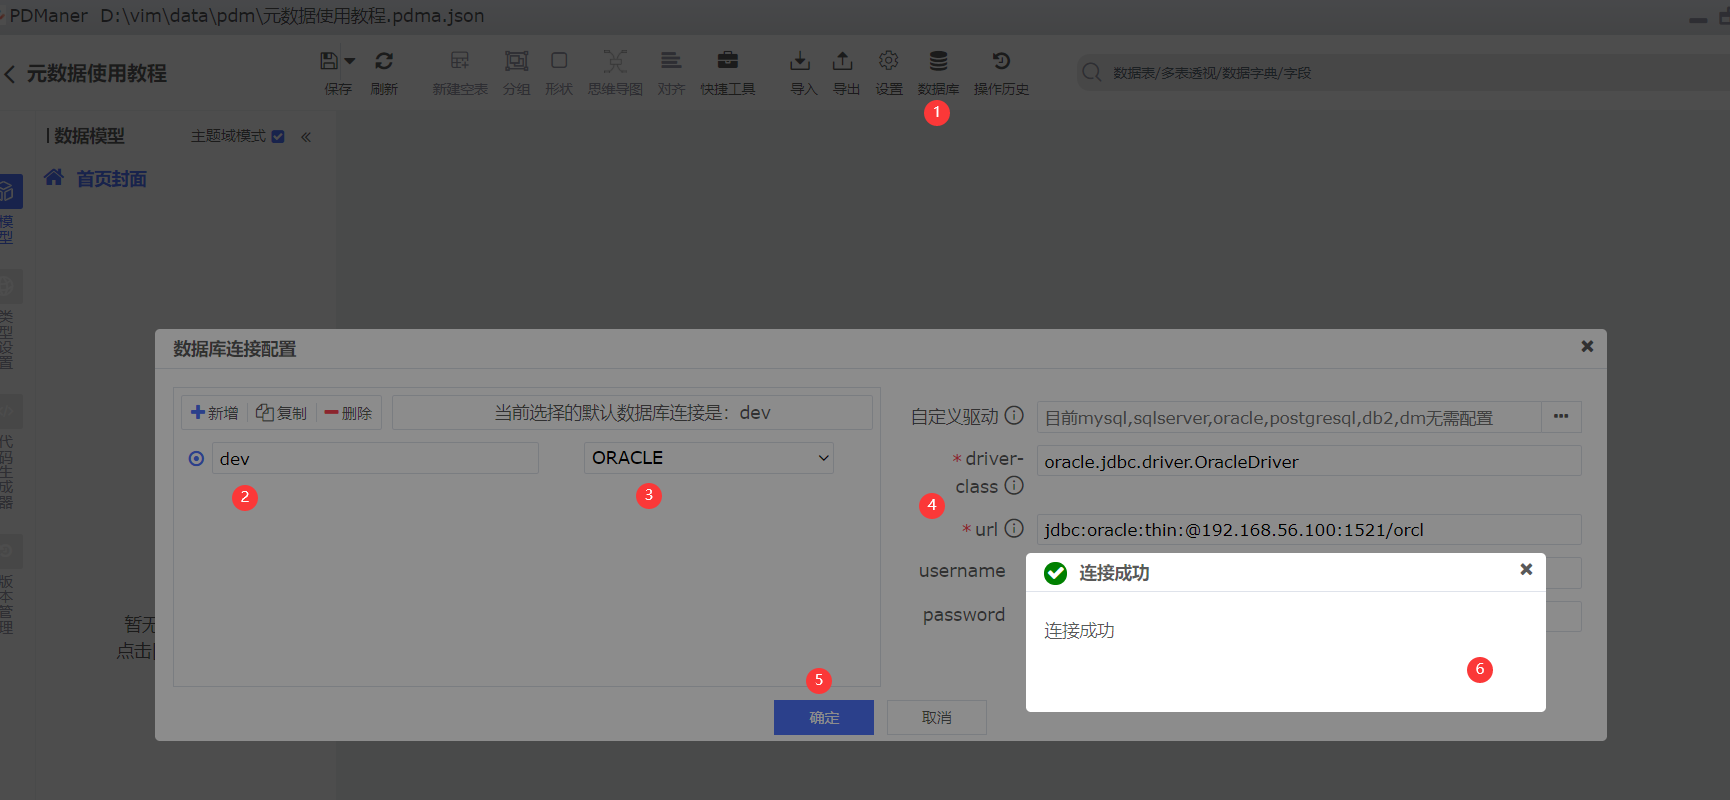 PDManer D:\vim\data\pdm\元数据使用教程.pdma.json
元数据使用教程
保存 刷新 新建空表 分组 形状 思维导图 对齐 快捷工具 导入 导出 设置 数据库 操作历史
数据表/多表透视/数据字典/字段
1
数据模型 主题域模式
首页封面
模型
类型设置
代码生成器
版本管理
暂无
点击
数据库连接配置
新增 复制 删除 当前选择的默认数据库连接是：dev
dev ORACLE
2 3
自定义驱动 目前mysql,sqlserver,oracle,postgresql,db2,dm无需配置 •••
*driver-class oracle.jdbc.driver.OracleDriver
4
*url jdbc:oracle:thin:@192.168.56.100:1521/orcl
username
password
连接成功
连接成功
6
5
确定 取消